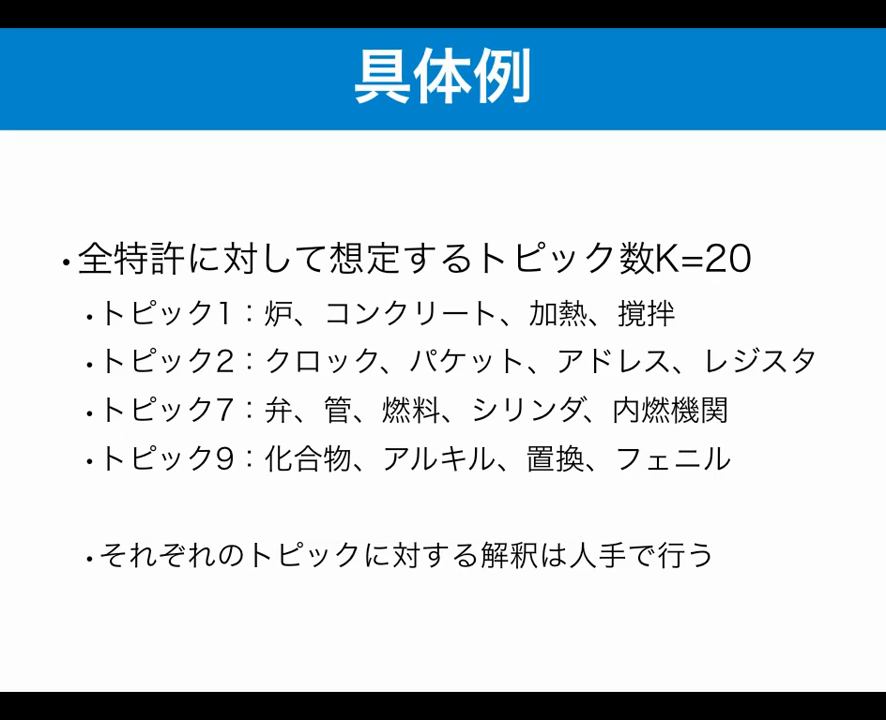 具体例
・全特許に対して想定するトピック数K=20
・トピック1：炉、コンクリート、加熱、撹拌
・トピック2：クロック、パケット、アドレス、レジスタ
・トピック7：弁、管、燃料、シリンダ、内燃機関
・トピック9：化合物、アルキル、置換、フェニル
・それぞれのトピックに対する解釈は人手で行う